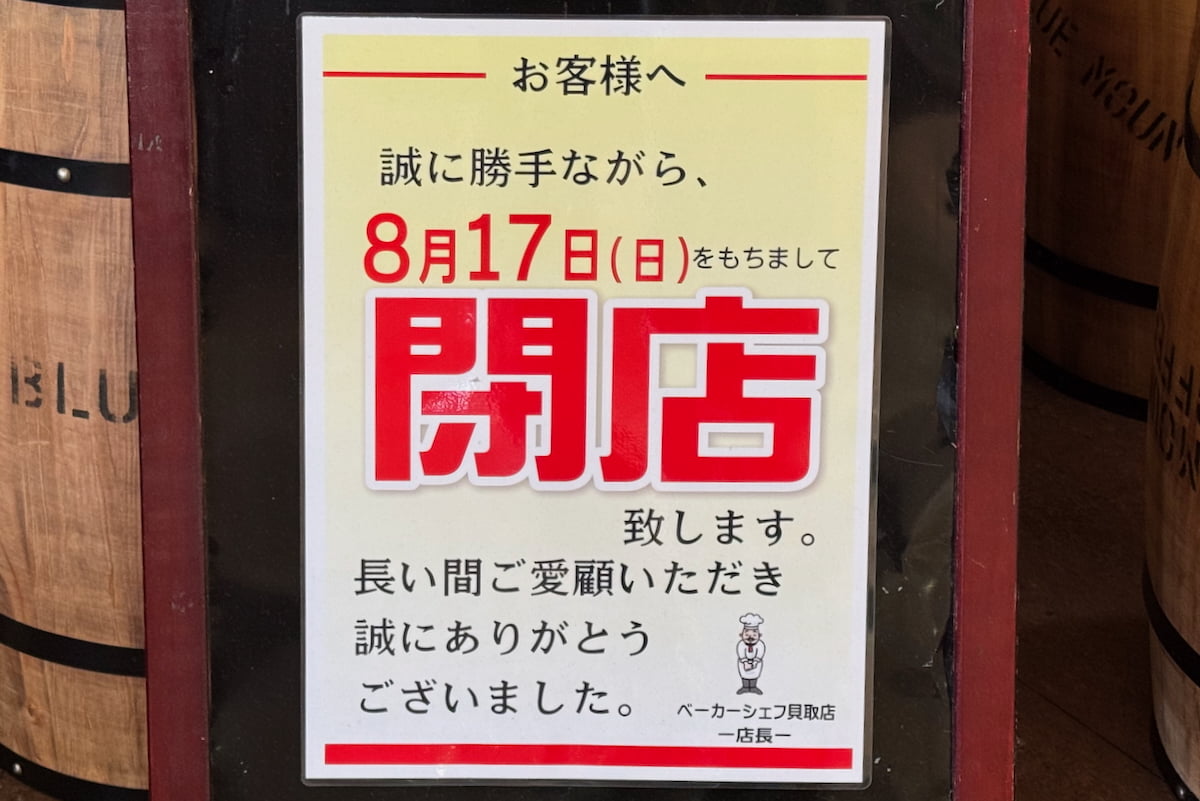 お客様へ
誠に勝手ながら、
8月17日(日)をもちまして
閉店
致します。
長い間ご愛顧いただき
誠にありがとう
ございました。
ベーカーシェフ貝取店
ー店長ー
BLU
UE MOUN